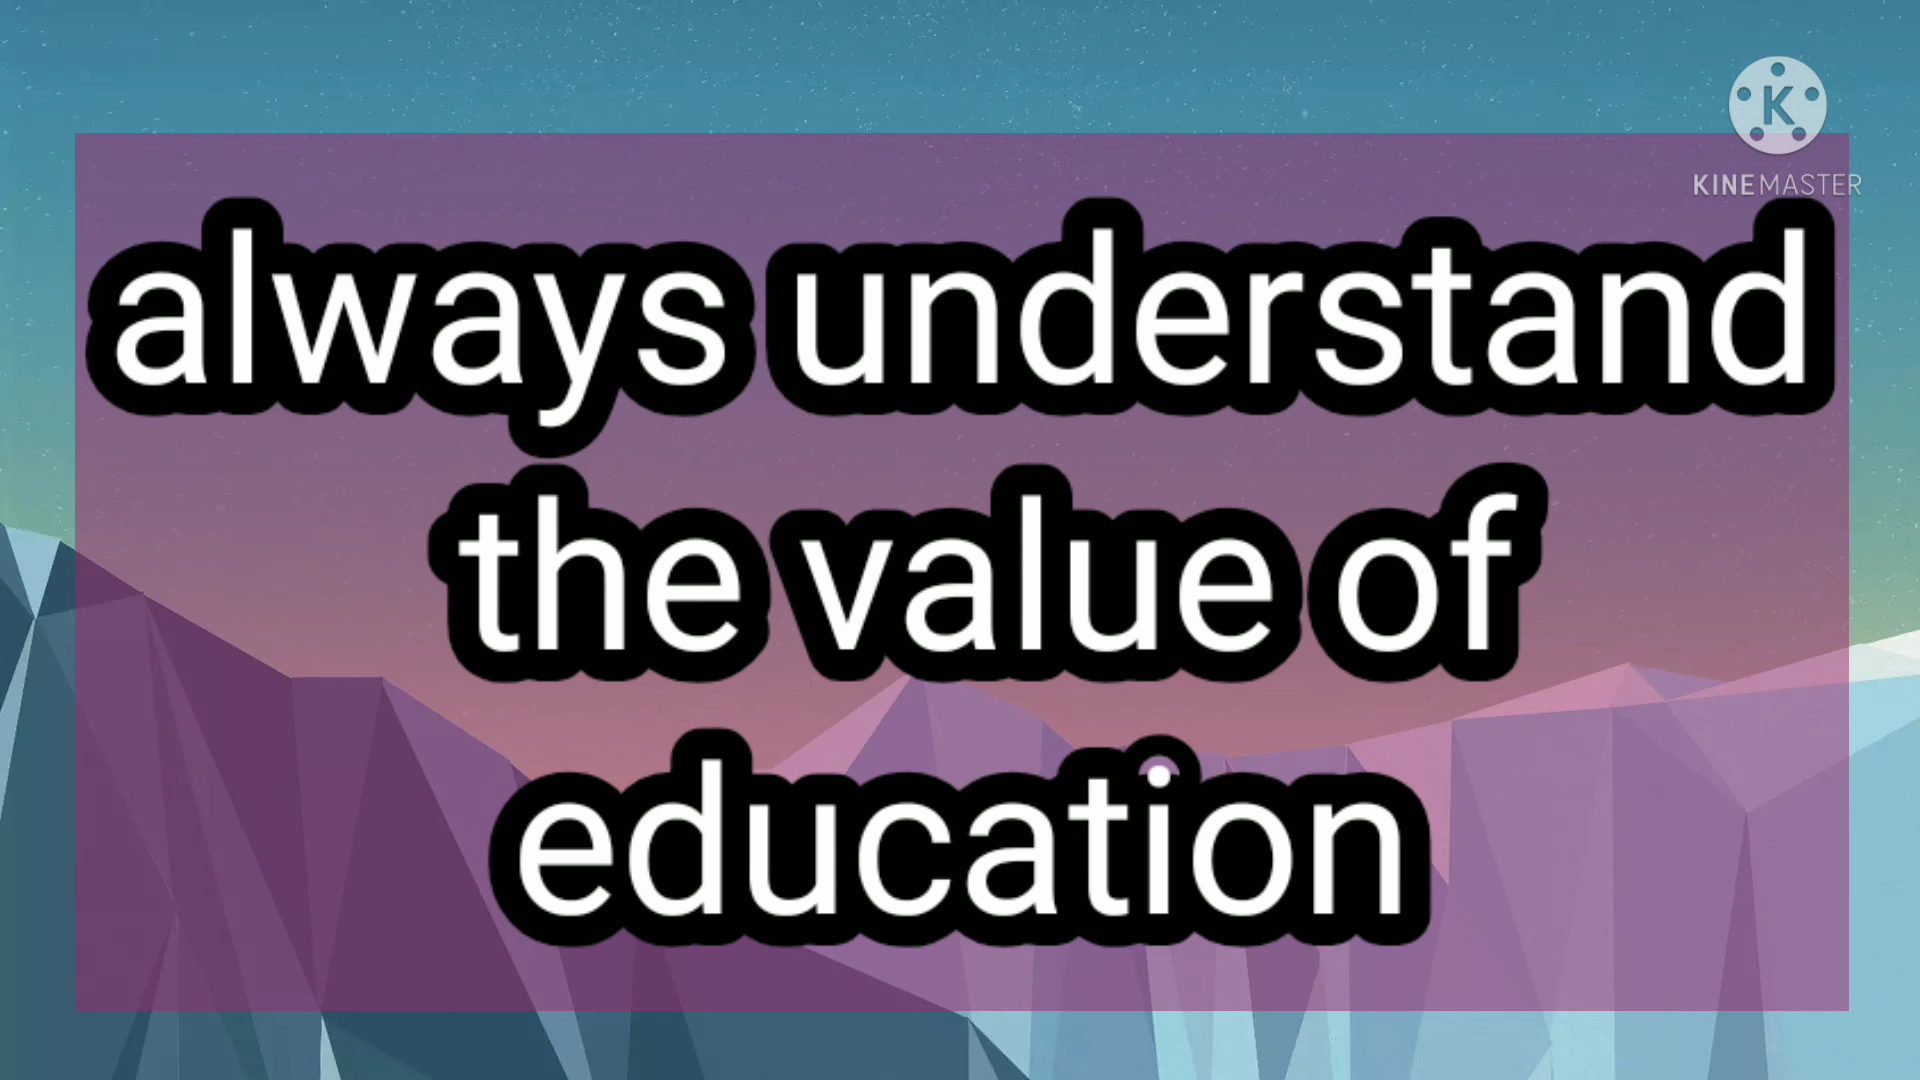 K
KINEMASTER
always understand
the value of
education